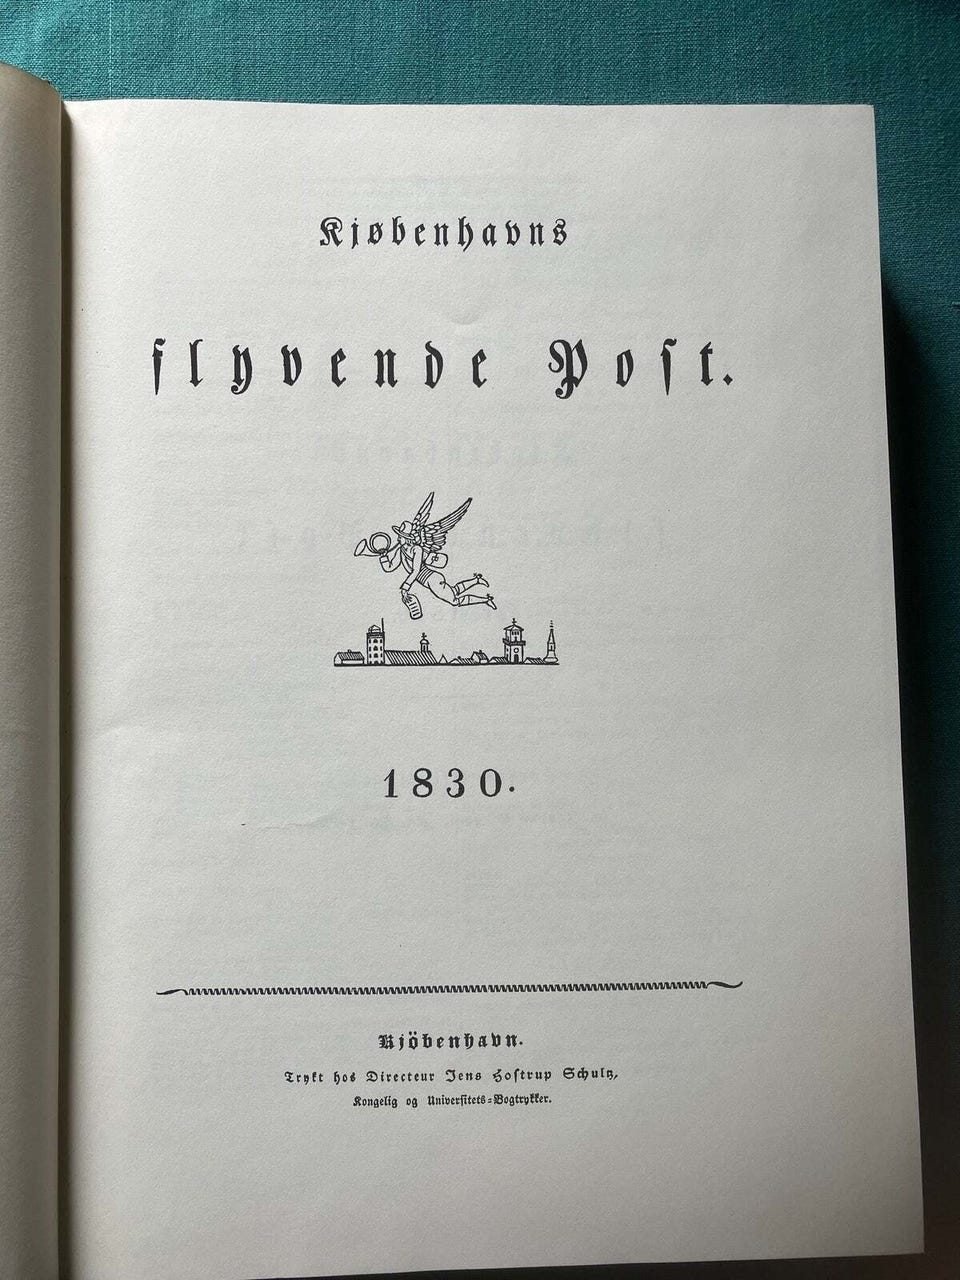 Kjøbenhavns
flyvende Post.
1830.
Kjöbenhavn.
Trykt hos Directeur Jens Hostrup Schultz,
Kongelig og Universitets-Bogtrykker.